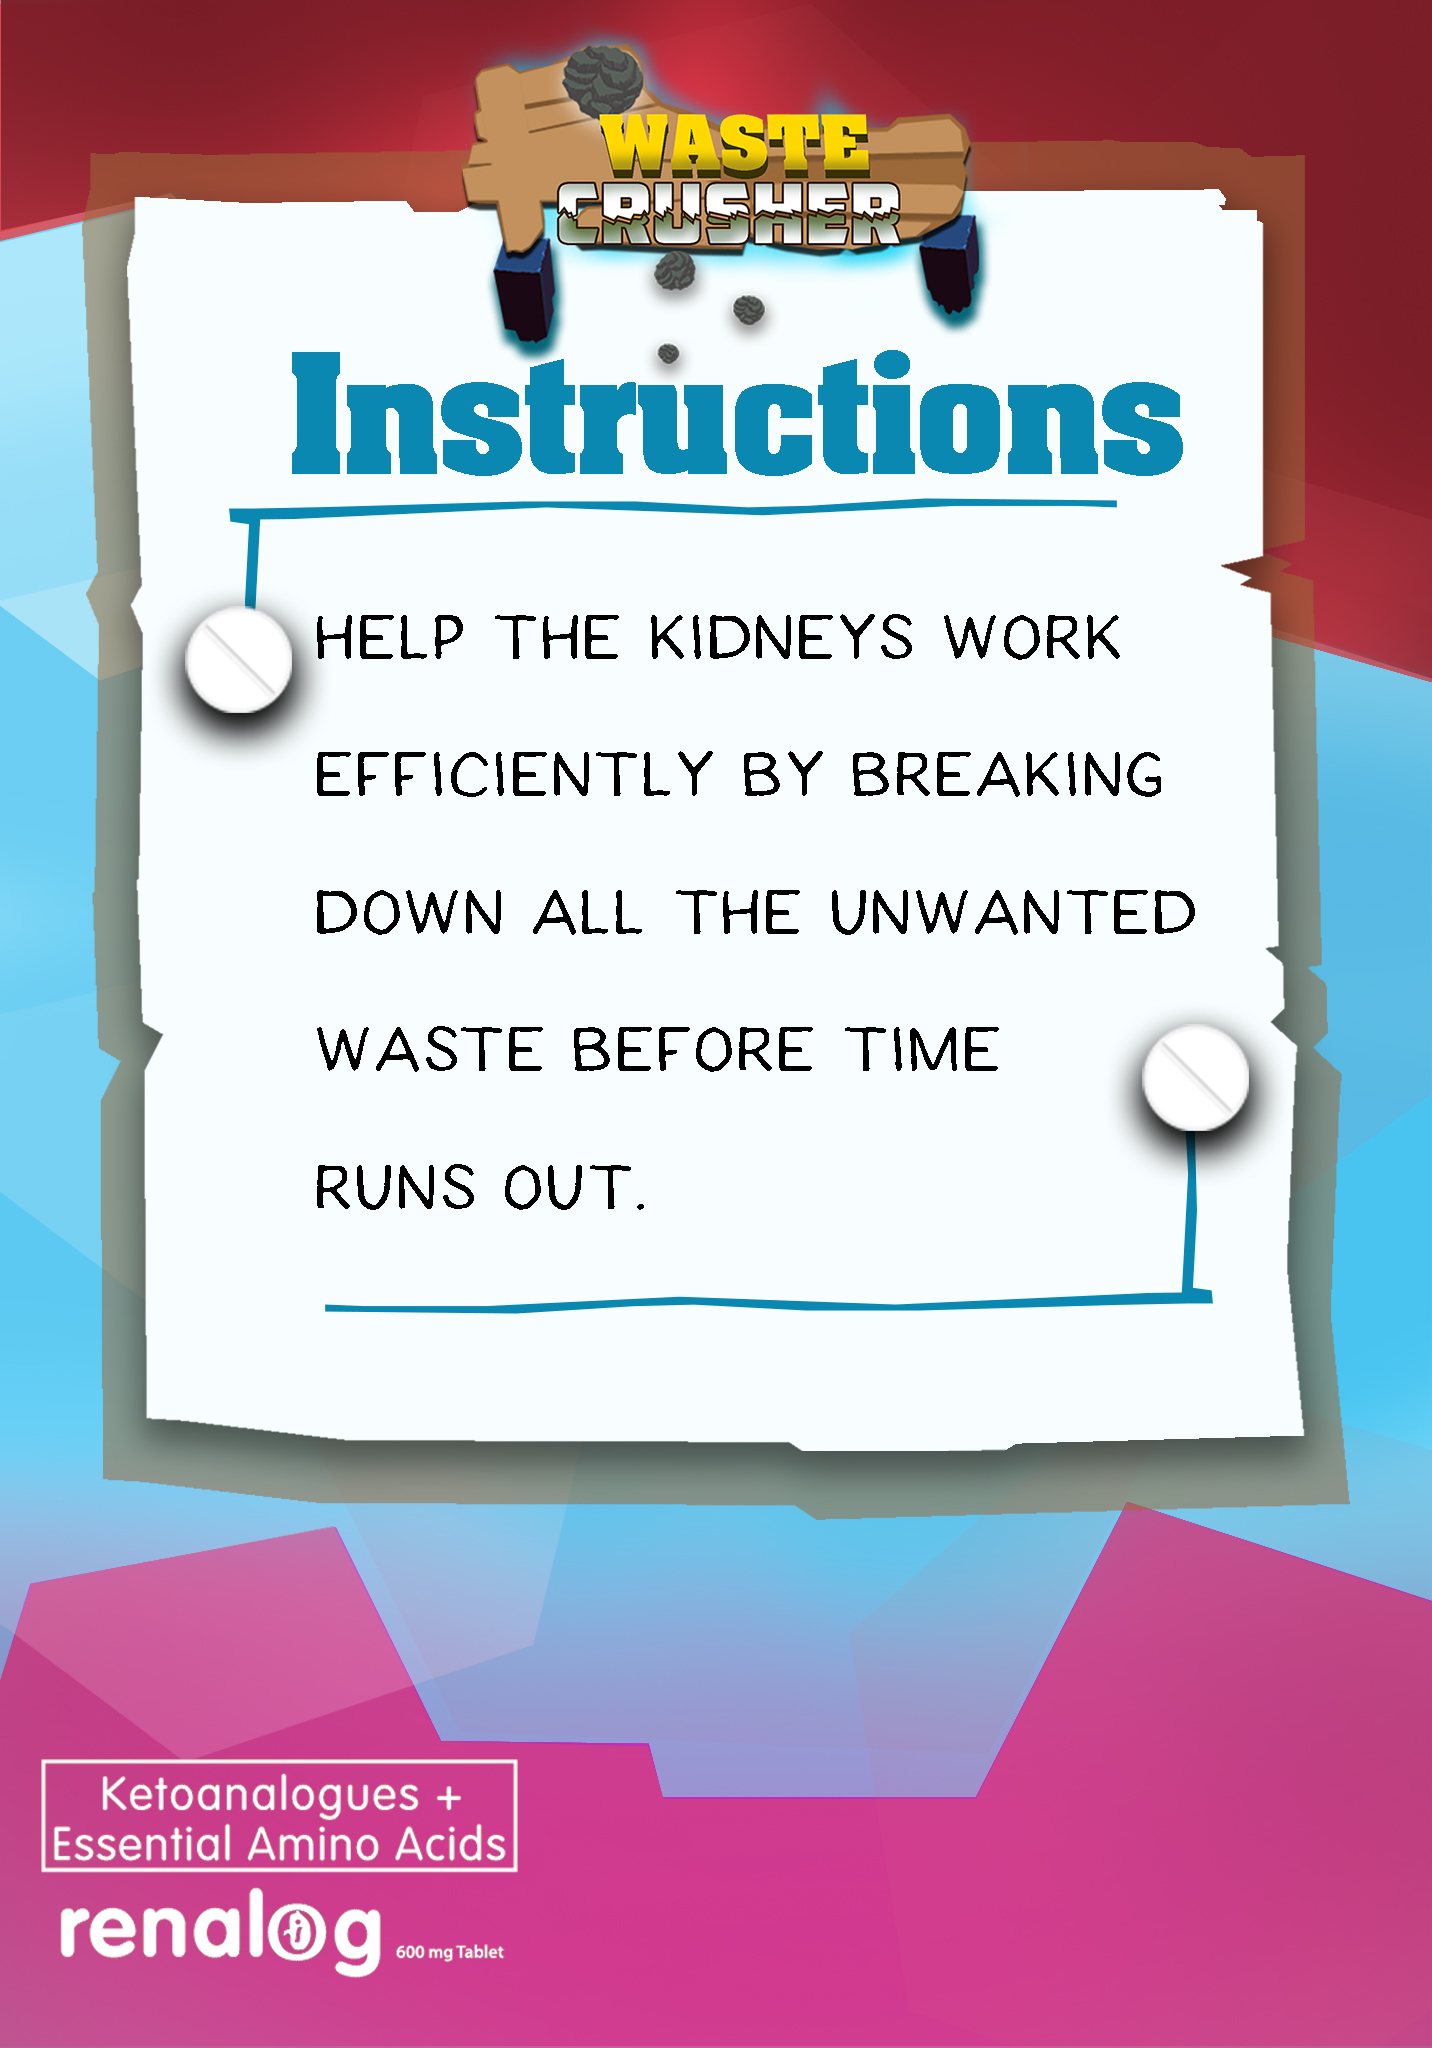 WASTE
CRUSHER
Instructions
HELP THE KIDNEYS WORK
EFFICIENTLY BY BREAKING
DOWN ALL THE UNWANTED
WASTE BEFORE TIME
RUNS OUT.
Ketoanalogues +
Essential Amino Acids
renalog 600 mg Tablet